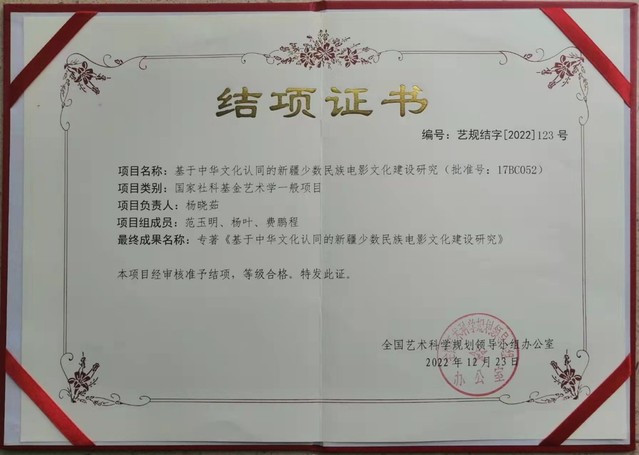 结项证书
编号：艺规结字[2022]123号
项目名称：基于中华文化认同的新疆少数民族电影文化建设研究（批准号：17BC052）
项目类别：国家社科基金艺术学一般项目
项目负责人：杨晓茹
项目组成员：范玉明、杨叶、费鹏程
最终成果名称：专著《基于中华文化认同的新疆少数民族电影文化建设研究》
本项目经审核准予结项，等级合格。特发此证。
全国艺术科学规划领导小组办公室
2022年12月23日
办公室